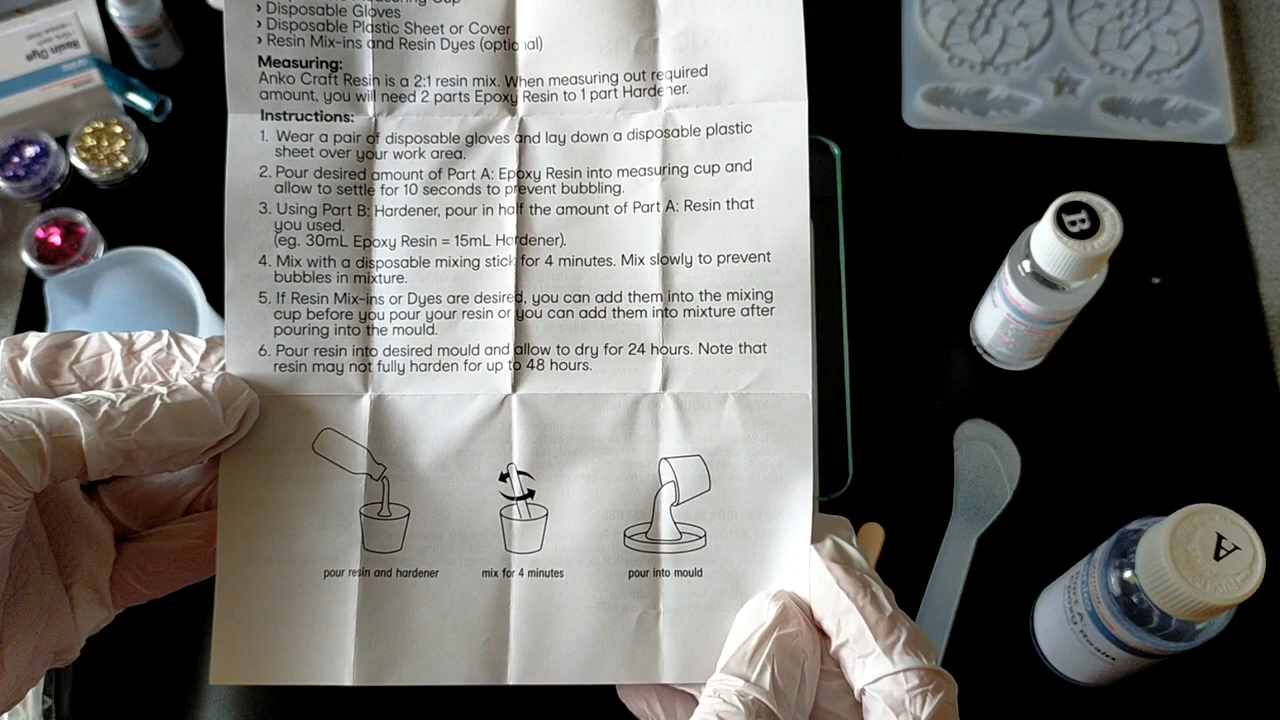 Measuring Cup
› Disposable Gloves
› Disposable Plastic Sheet or Cover
› Resin Mix-ins and Resin Dyes (optional)
Measuring:
Anko Craft Resin is a 2:1 resin mix. When measuring out required
amount, you will need 2 parts Epoxy Resin to 1 part Hardener.
Instructions:
1. Wear a pair of disposable gloves and lay down a disposable plastic
sheet over your work area.
2. Pour desired amount of Part A: Epoxy Resin into measuring cup and
allow to settle for 10 seconds to prevent bubbling.
3. Using Part B: Hardener, pour in half the amount of Part A: Resin that
you used.
(eg. 30mL Epoxy Resin = 15mL Hardener).
4. Mix with a disposable mixing stick for 4 minutes. Mix slowly to prevent
bubbles in mixture.
5. If Resin Mix-ins or Dyes are desired, you can add them into the mixing
cup before you pour your resin or you can add them into mixture after
pouring into the mould.
6. Pour resin into desired mould and allow to dry for 24 hours. Note that
resin may not fully harden for up to 48 hours.
pour resin and hardener
mix for 4 minutes
pour into mould
Resin Dye
B
A
Part A:
Epoxy Resin